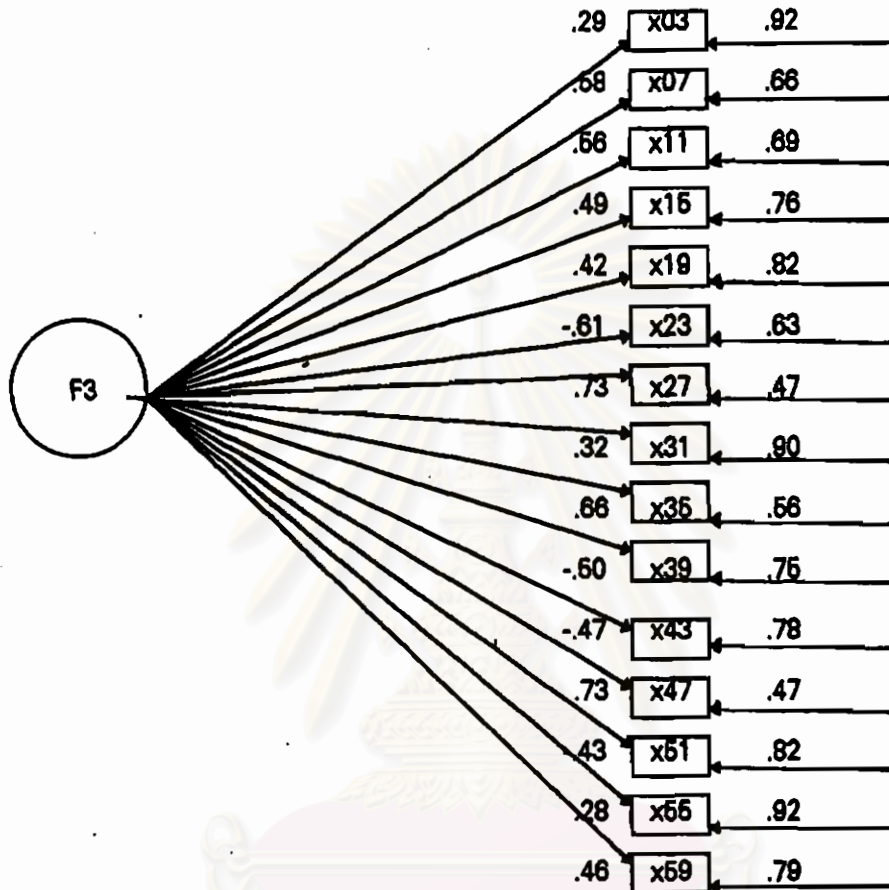 .29 x03 .92
.58 x07 .66
.56 x11 .69
.49 x15 .76
.42 x19 .82
-.61 x23 .63
F3
.73 x27 .47
.32 x31 .90
.66 x35 .56
-.50 x39 .75
-.47 x43 .78
.73 x47 .47
.43 x51 .82
.28 x55 .92
.46 x59 .79